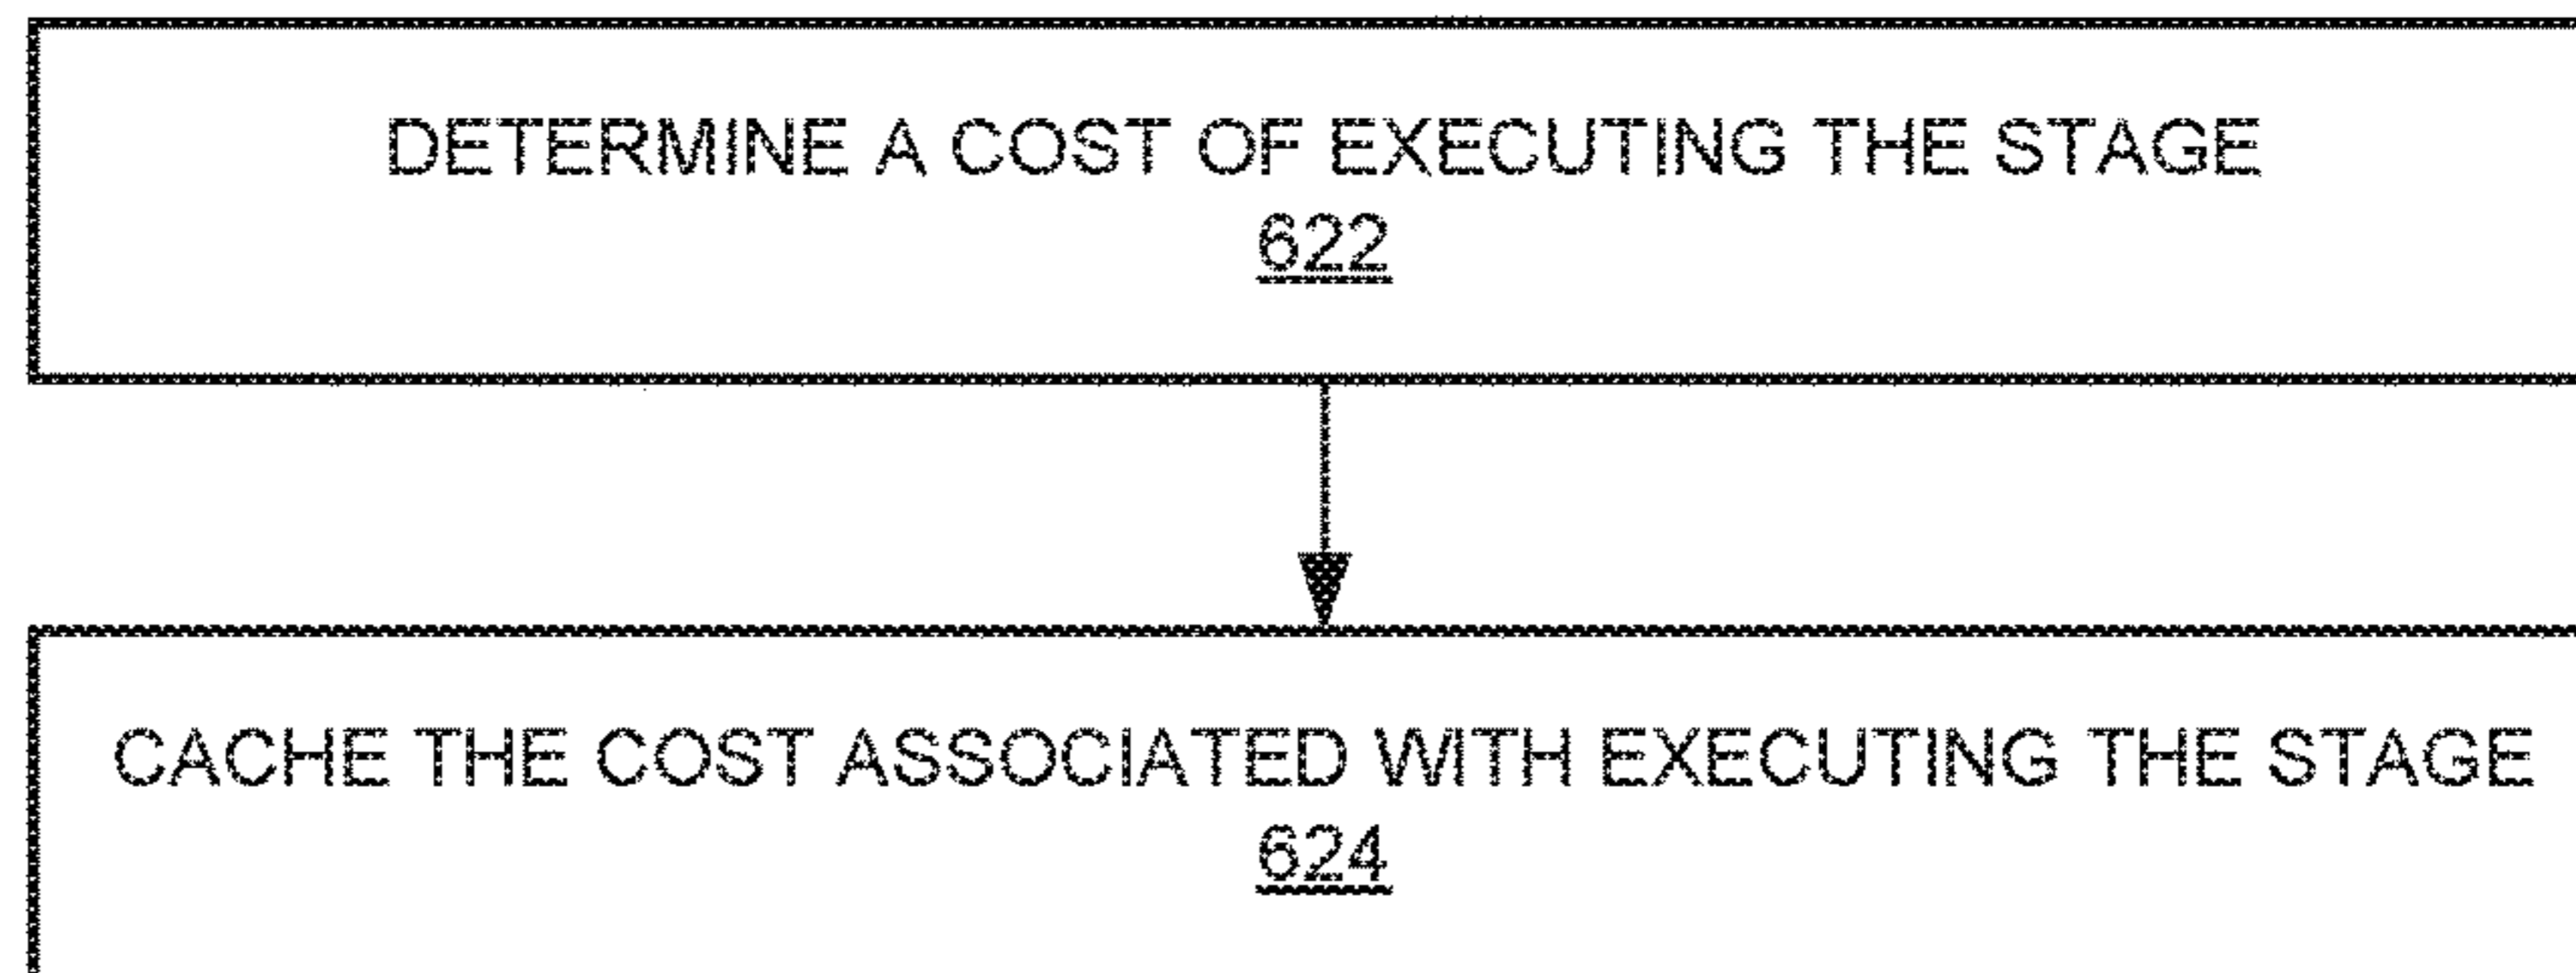 DETERMINE A COST OF EXECUTING THE STAGE
622
CACHE THE COST ASSOCIATED WITH EXECUTING THE STAGE
624